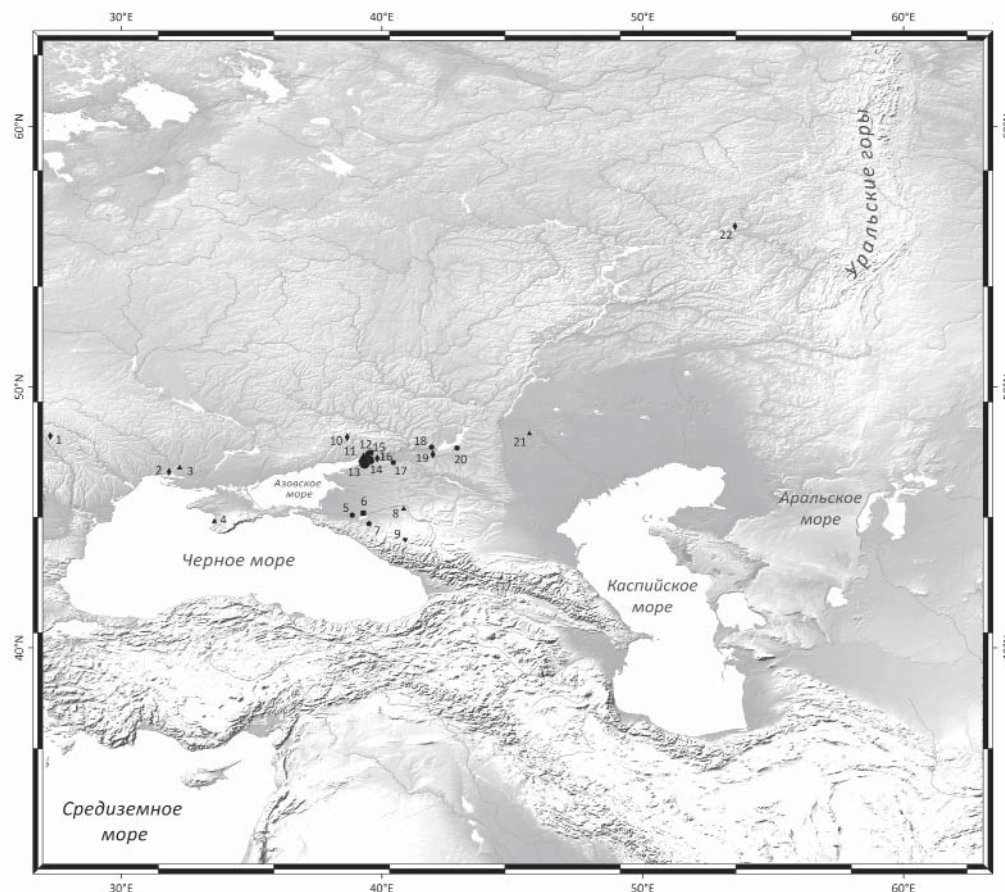 30°E 40°E 50°E 60°E
60°N
Уральские горы
22
50°N
1
10 12 15 18 21
11 16 19 20
13 14 17
2 3
Азовское
море
Аральское
море
4 5 6 8
7 9
Черное море
Каспийское
море
40°N
Средиземное
море
30°E 40°E 50°E 60°E